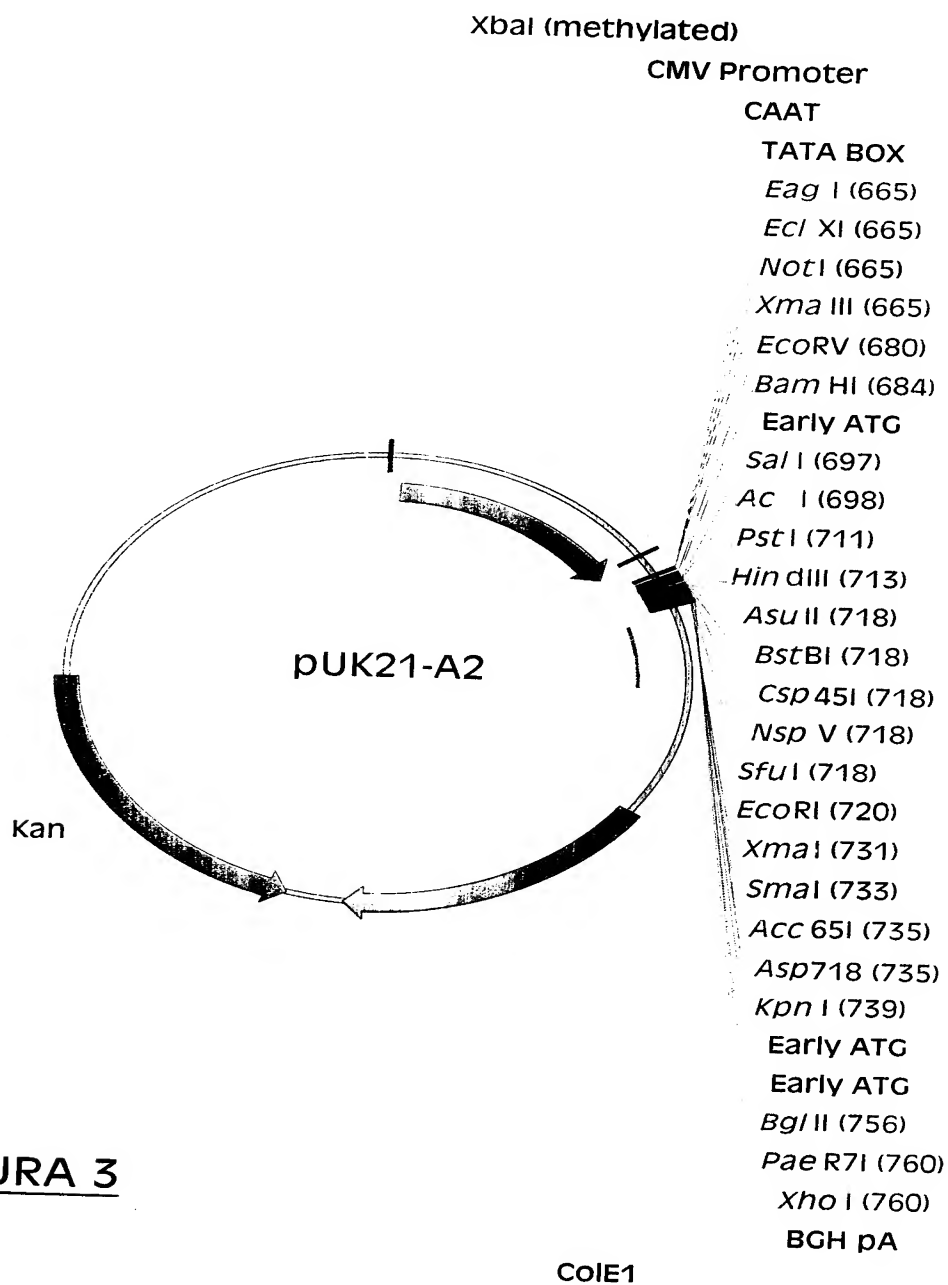 XbaI (methylated)
CMV Promoter
CAAT
TATA BOX
Eag I (665)
Ecl XI (665)
Not I (665)
Xma III (665)
EcoRV (680)
Bam HI (684)
Early ATG
Sal I (697)
Ac I (698)
Pst I (711)
Hin dIII (713)
Asu II (718)
BstBI (718)
Csp 45I (718)
Nsp V (718)
Sfu I (718)
EcoRI (720)
XmaI (731)
SmaI (733)
Acc 65I (735)
Asp718 (735)
Kpn I (739)
Early ATG
Early ATG
Bgl II (756)
Pae R7I (760)
Xho I (760)
BGH pA
ColE1
pUK21-A2
Kan
URA 3